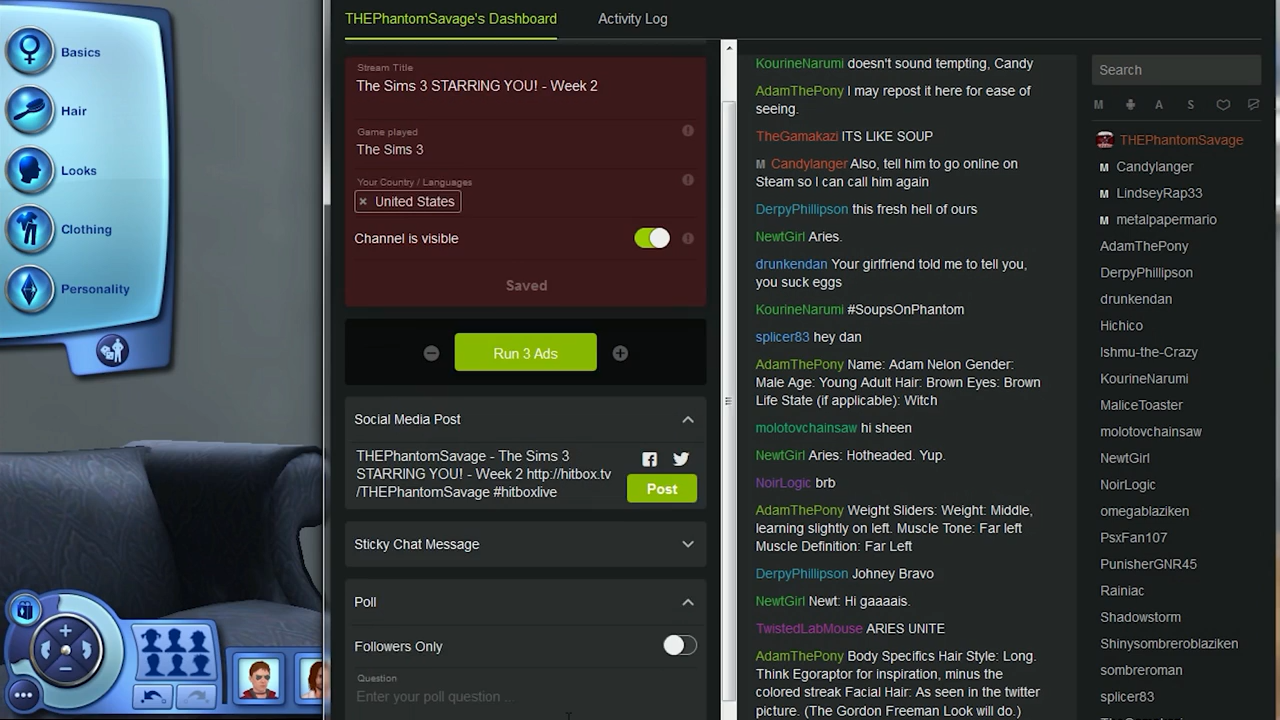 Basics
Hair
Looks
Clothing
Personality
THEPhantomSavage's Dashboard
Activity Log
Stream Title
The Sims 3 STARRING YOU! - Week 2
Game played
The Sims 3
Your Country / Languages
× United States
Channel is visible
Saved
Run 3 Ads
Social Media Post
THEPhantomSavage - The Sims 3
STARRING YOU! - Week 2 http://hitbox.tv
/THEPhantomSavage #hitboxlive
Post
Sticky Chat Message
Poll
Followers Only
Question
Enter your poll question ...
KourineNarumi doesn't sound tempting, Candy
AdamThePony I may repost it here for ease of
seeing.
TheGamakazi ITS LIKE SOUP
M Candylanger Also, tell him to go online on
Steam so I can call him again
DerpyPhillipson this fresh hell of ours
NewtGirl Aries.
drunkendan Your girlfriend told me to tell you,
you suck eggs
KourineNarumi #SoupsOnPhantom
splicer83 hey dan
AdamThePony Name: Adam Nelon Gender:
Male Age: Young Adult Hair: Brown Eyes: Brown
Life State (if applicable): Witch
molotovchainsaw hi sheen
NewtGirl Aries: Hotheaded. Yup.
NoirLogic brb
AdamThePony Weight Sliders: Weight: Middle,
learning slightly on left. Muscle Tone: Far left
Muscle Definition: Far Left
DerpyPhillipson Johney Bravo
NewtGirl Newt: Hi gaaaais.
TwistedLabMouse ARIES UNITE
AdamThePony Body Specifics Hair Style: Long.
Think Egoraptor for inspiration, minus the
colored streak Facial Hair: As seen in the twitter
picture. (The Gordon Freeman Look will do.)
Search
M A S
THEPhantomSavage
M Candylanger
M LindseyRap33
M metalpapermario
AdamThePony
DerpyPhillipson
drunkendan
Hichico
Ishmu-the-Crazy
KourineNarumi
MaliceToaster
molotovchainsaw
NewtGirl
NoirLogic
omegablaziken
PsxFan107
PunisherGNR45
Rainiac
Shadowstorm
Shinysombreroblaziken
sombreroman
splicer83